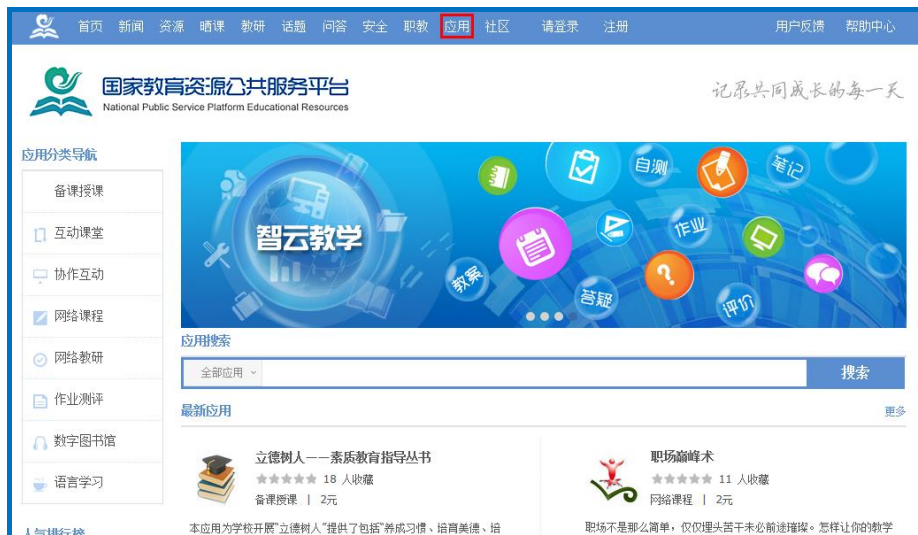 首页 新闻 资源 晒课 教研 话题 问答 安全 职教 应用 社区 请登录 注册 用户反馈 帮助中心
国家教育资源公共服务平台
National Public Service Platform Educational Resources
记录共同成长的每一天
应用分类导航
备课授课
互动课堂
协作互动
网络课程
网络教研
作业测评
数字图书馆
语言学习
人气排行榜
智云教学
自测
笔记
作业
教案
答疑
评价
应用搜索
全部应用
搜索
最新应用
更多
立德树人——素质教育指导丛书
18 人收藏
备课授课 | 2元
本应用为学校开展“立德树人”提供了包括“养成习惯、培育美德、培
职场巅峰术
11 人收藏
网络课程 | 2元
职场不是那么简单，仅仅埋头苦干未必前途璀璨。怎样让你的教学